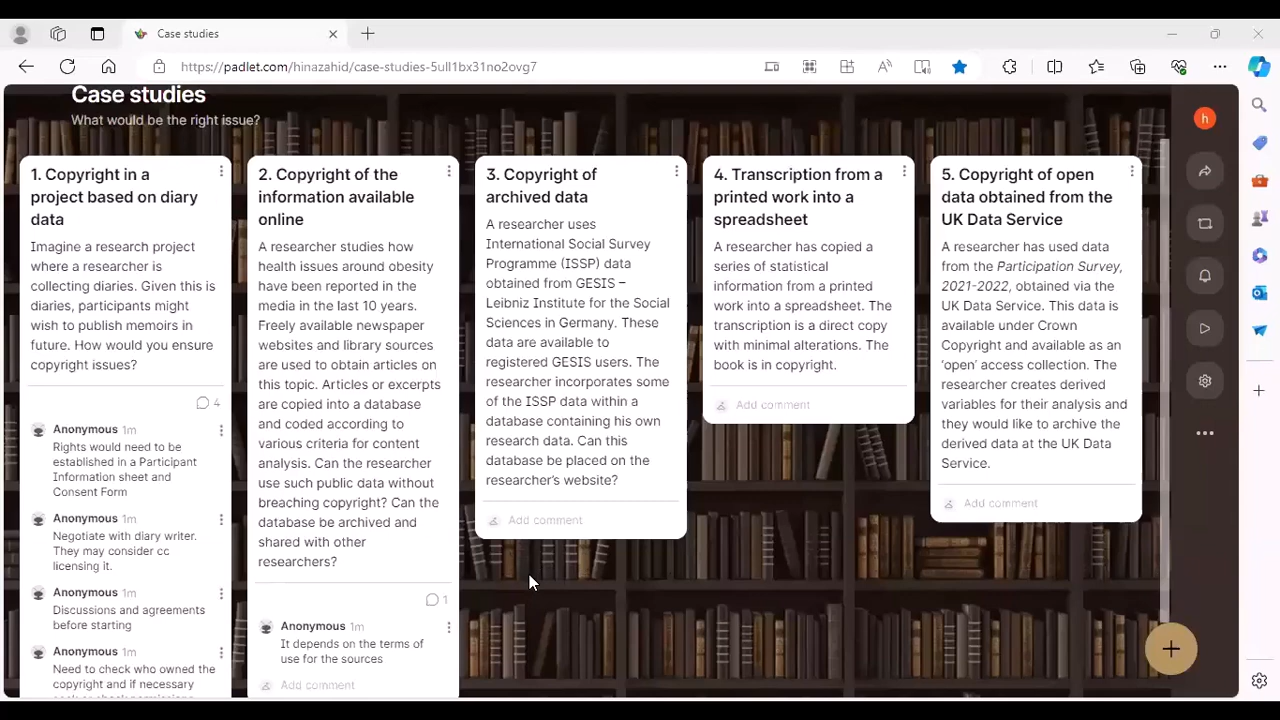 Case studies
https://padlet.com/hinazahid/case-studies-5ull1bx31no2ovg7
Case studies
What would be the right issue?
h
1. Copyright in a
project based on diary
data
Imagine a research project
where a researcher is
collecting diaries. Given this is
diaries, participants might
wish to publish memoirs in
future. How would you ensure
copyright issues?
4
Anonymous 1m
Rights would need to be
established in a Participant
Information sheet and
Consent Form
Anonymous 1m
Negotiate with diary writer.
They may consider cc
licensing it.
Anonymous 1m
Discussions and agreements
before starting
Anonymous 1m
Need to check who owned the
copyright and if necessary
2. Copyright of the
information available
online
A researcher studies how
health issues around obesity
have been reported in the
media in the last 10 years.
Freely available newspaper
websites and library sources
are used to obtain articles on
this topic. Articles or excerpts
are copied into a database
and coded according to
various criteria for content
analysis. Can the researcher
use such public data without
breaching copyright? Can the
database be archived and
shared with other
researchers?
1
Anonymous 1m
It depends on the terms of
use for the sources
Add comment
3. Copyright of
archived data
A researcher uses
International Social Survey
Programme (ISSP) data
obtained from GESIS –
Leibniz Institute for the Social
Sciences in Germany. These
data are available to
registered GESIS users. The
researcher incorporates some
of the ISSP data within a
database containing his own
research data. Can this
database be placed on the
researcher's website?
Add comment
4. Transcription from a
printed work into a
spreadsheet
A researcher has copied a
series of statistical
information from a printed
work into a spreadsheet. The
transcription is a direct copy
with minimal alterations. The
book is in copyright.
Add comment
5. Copyright of open
data obtained from the
UK Data Service
A researcher has used data
from the Participation Survey,
2021-2022, obtained via the
UK Data Service. This data is
available under Crown
Copyright and available as an
'open' access collection. The
researcher creates derived
variables for their analysis and
they would like to archive the
derived data at the UK Data
Service.
Add comment